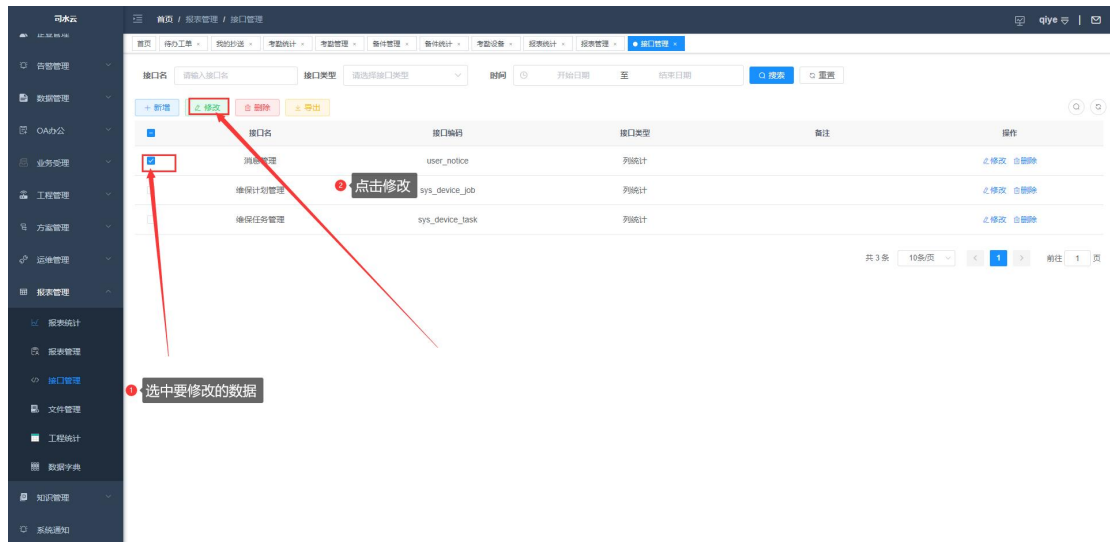 司水云
首页 / 报表管理 / 接口管理
qiye
首页 待办工单 × 我的抄送 × 考勤统计 × 考勤管理 × 备件管理 × 备件统计 × 考勤设备 × 报表统计 × 报表管理 × 接口管理 ×
告警管理
数据管理
OA办公
业务受理
工程管理
方案管理
运维管理
报表管理
报表统计
报表管理
接口管理
文件管理
工程统计
数据字典
知识管理
系统通知
接口名 请输入接口名 接口类型 请选择接口类型 时间 开始日期 至 结束日期 搜索 重置
+ 新增 修改 删除 导出
接口名 接口编码 接口类型 备注 操作
消息管理 user_notice 列统计 修改 删除
维保计划管理 sys_device_job 列统计 修改 删除
维保任务管理 sys_device_task 列统计 修改 删除
共 3 条 10条/页 < 1 > 前往 1 页
2 点击修改
1 选中要修改的数据